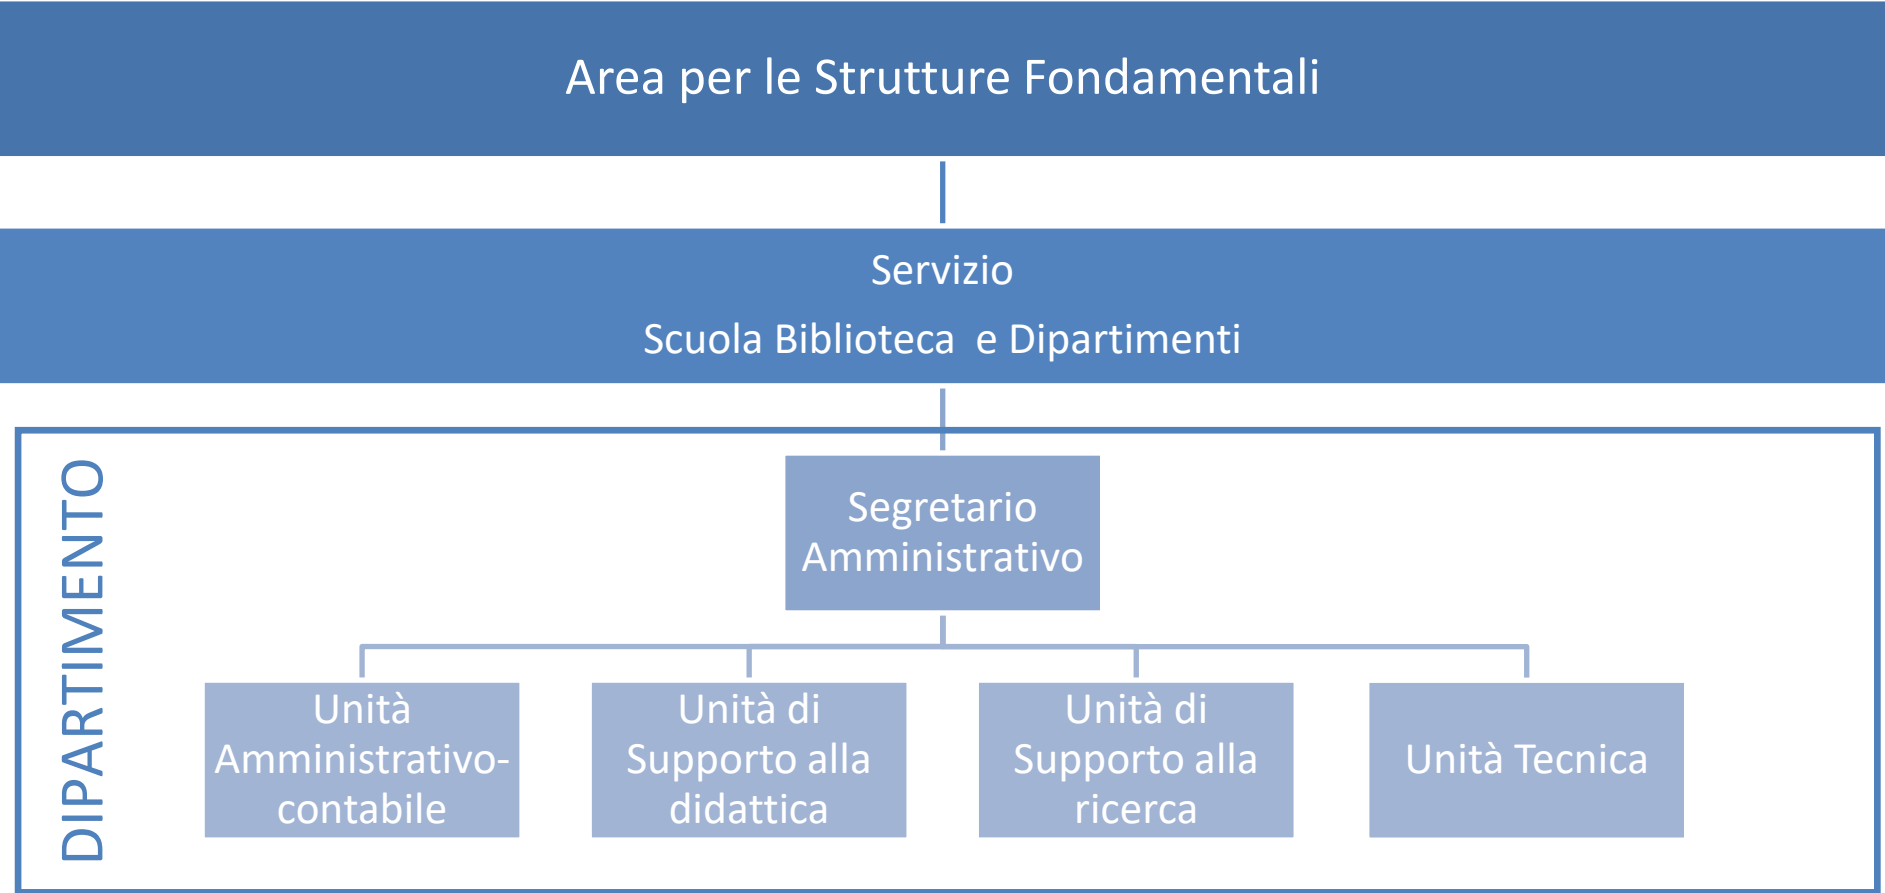 Area per le Strutture Fondamentali
Servizio
Scuola Biblioteca  e Dipartimenti
DIPARTIMENTO
Segretario
Amministrativo
Unità
Amministrativo-
contabile
Unità di
Supporto alla
didattica
Unità di
Supporto alla
ricerca
Unità Tecnica